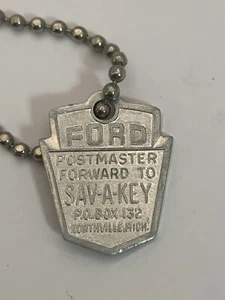 FORD
POSTMASTER
FORWARD TO
SAV-A-KEY
P.O. BOX 132
NORTHVILLE, MICH.